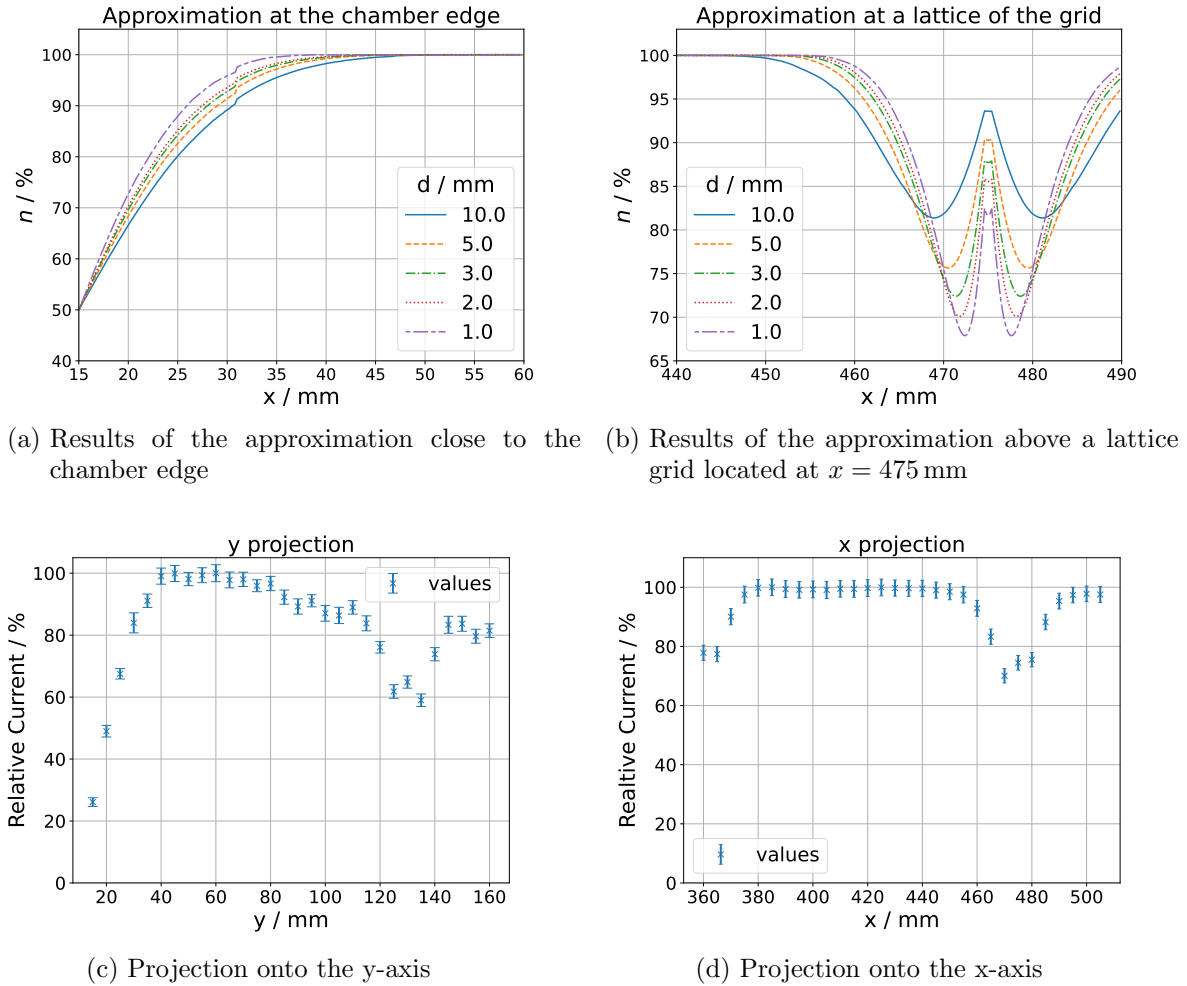 Approximation at the chamber edge
100
90
80
70
60
50
40
n / %
15 20 25 30 35 40 45 50 55 60
x / mm
d / mm
10.0
5.0
3.0
2.0
1.0
(a) Results of the approximation close to the
chamber edge
Approximation at a lattice of the grid
100
95
90
85
80
75
70
65
n / %
440 450 460 470 480 490
x / mm
d / mm
10.0
5.0
3.0
2.0
1.0
(b) Results of the approximation above a lattice
grid located at x = 475 mm
y projection
100
80
60
40
20
0
Relative Current / %
20 40 60 80 100 120 140 160
y / mm
values
(c) Projection onto the y-axis
x projection
100
80
60
40
20
0
Realtive Current / %
360 380 400 420 440 460 480 500
x / mm
values
(d) Projection onto the x-axis